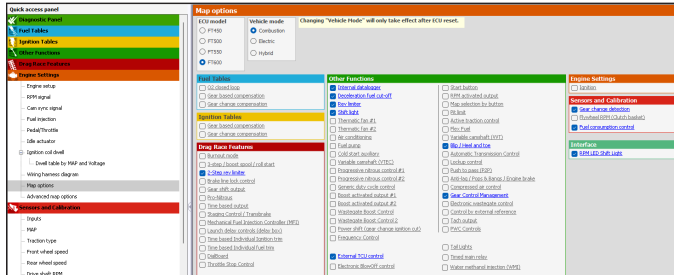 Quick access panel
Diagnostic Panel
Fuel Tables
Ignition Tables
Other Functions
Drag Race Features
Engine Settings
Engine setup
RPM signal
Cam sync signal
Fuel injection
Pedal/Throttle
Idle actuator
Ignition coil dwell
Dwell table by MAP and Voltage
Wiring harness diagram
Map options
Advanced map options
Sensors and Calibration
Inputs
MAP
Traction type
Front wheel speed
Rear wheel speed
Drive shaft RPM
Map options
ECU model
FT450
FT500
FT550
FT600
Vehicle mode
Combustion
Electric
Hybrid
Changing "Vehicle Mode" will only take effect after ECU reset.
Fuel Tables
O2 closed loop
Gear based compensation
Gear change compensation
Ignition Tables
Gear based compensation
Gear change compensation
Drag Race Features
Burnout mode
2-step / boost spool / roll start
2-Step rev limiter
Brake line lock control
Gear shift output
Pro-Nitrous
Time based output
Staging Control / Transbrake
Mechanical Fuel Injection Controller (MFI)
Launch delay controls (delay box)
Time based Individual Ignition trim
Time based Individual fuel trim
DialBoard
Throttle Stop Control
Other Functions
Internal datalogger
Deceleration fuel cut-off
Rev limiter
Shift light
Thermatic fan #1
Thermatic fan #2
Air conditioning
Fuel pump
Cold start auxiliary
Variable camshaft (VTEC)
Progressive nitrous control #1
Progressive nitrous control #2
Generic duty cycle control
Boost activated output #1
Boost activated output #2
Wastegate Boost Control
Wastegate Boost Control 2
Power shift (gear change ignition cut)
Frequency Control
External TCU control
Electronic BlowOff control
Start button
RPM activated output
Map selection by button
Pit limit
Active traction control
Flex Fuel
Variable camshaft (VVT)
Blip / Heel and toe
Automatic Transmission Control
Lockup control
Push to pass (P2P)
Anti-lag / Pops &Bang / Engine brake
Compressed air control
Gear Control Management
Electronic wastegate control
Control by external reference
Tach output
PWC Controls
Tail Lights
Timed main relay
Water methanol injection (WMI)
Engine Settings
Ignition
Sensors and Calibration
Gear change detection
Flywheel RPM (Clutch basket)
Fuel consumption control
Interface
RPM LED Shift Light